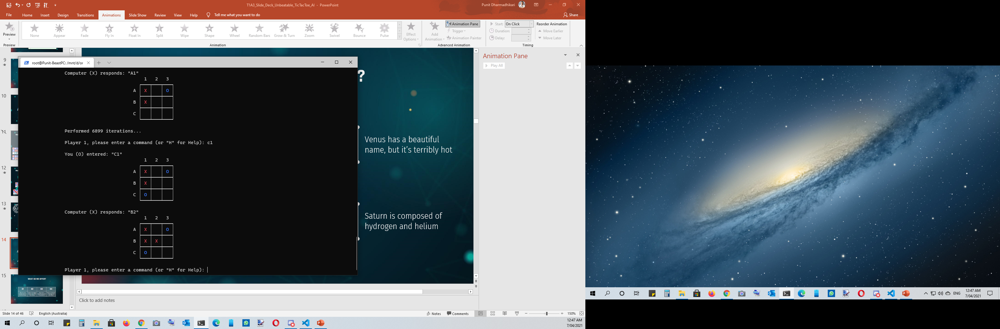 T1A3_Slide_Deck_Unbeatable_TicTacToe_AI - PowerPoint
Punit Dharmadhikari
File Home Insert Design Transitions Animations Slide Show Review View Help Tell me what you want to do
Share
Preview
Preview
None Appear Fade Fly In Float In Split Wipe Shape Wheel Random Bars Grow & Turn Zoom Swivel Bounce Pulse
Animation
Effect
Options
Add
Animation
Animation Pane
Trigger
Animation Painter
Advanced Animation
Start: On Click
Duration:
Delay:
Reorder Animation
Move Earlier
Move Later
Timing
9
10
11
12
13
14
15
WHAT DO WE OFFER?
01 02 03 04
root@Punit-BeastPC: /mnt/d/or
Computer (X) responds: "A1"
1 2 3
A X O
B X
C
Performed 6899 iterations...
Player 1, please enter a command (or "H" for Help): c1
You (O) entered: "C1"
1 2 3
A X O
B X
C O
Computer (X) responds: "B2"
1 2 3
A X O
B X X
C O
Player 1, please enter a command (or "H" for Help):
?
Venus has a beautiful
name, but it’s terribly hot
Saturn is composed of
hydrogen and helium
Animation Pane
Play All
Click to add notes
Slide 14 of 46
English (Australia)
Notes Comments
150%
12:47 AM
7/04/2021
ENG
12:47 AM
7/04/2021